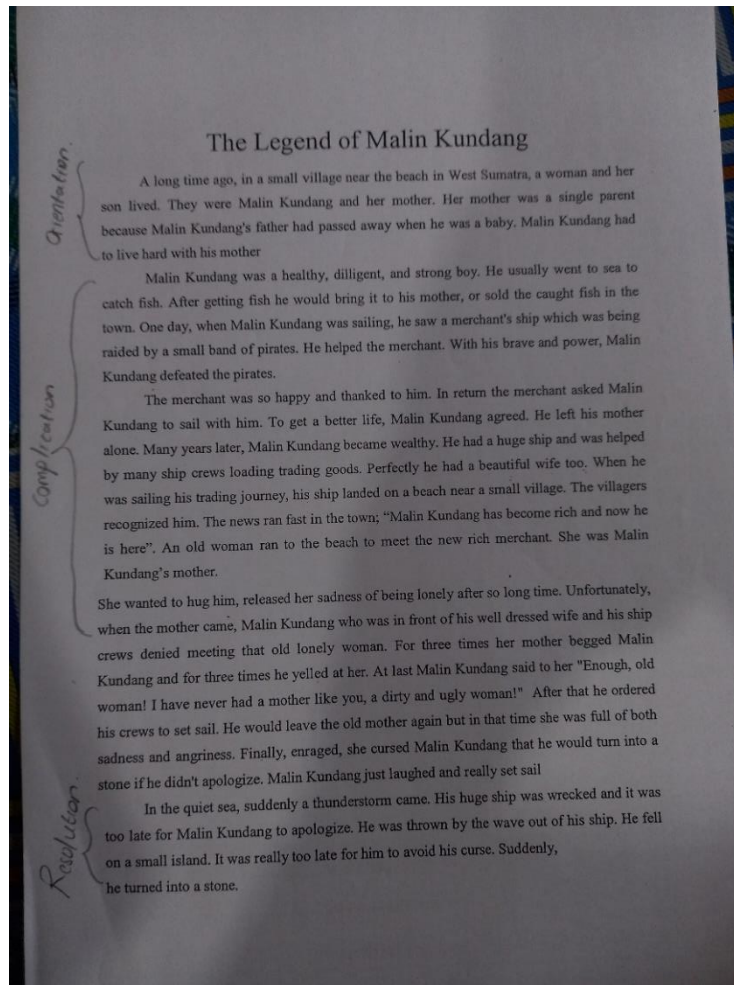 The Legend of Malin Kundang
Orientation.
A long time ago, in a small village near the beach in West Sumatra, a woman and her
son lived. They were Malin Kundang and her mother. Her mother was a single parent
because Malin Kundang's father had passed away when he was a baby. Malin Kundang had
to live hard with his mother
Complication
Malin Kundang was a healthy, dilligent, and strong boy. He usually went to sea to
catch fish. After getting fish he would bring it to his mother, or sold the caught fish in the
town. One day, when Malin Kundang was sailing, he saw a merchant's ship which was being
raided by a small band of pirates. He helped the merchant. With his brave and power, Malin
Kundang defeated the pirates.
The merchant was so happy and thanked to him. In return the merchant asked Malin
Kundang to sail with him. To get a better life, Malin Kundang agreed. He left his mother
alone. Many years later, Malin Kundang became wealthy. He had a huge ship and was helped
by many ship crews loading trading goods. Perfectly he had a beautiful wife too. When he
was sailing his trading journey, his ship landed on a beach near a small village. The villagers
recognized him. The news ran fast in the town; “Malin Kundang has become rich and now he
is here”. An old woman ran to the beach to meet the new rich merchant. She was Malin
Kundang’s mother.
She wanted to hug him, released her sadness of being lonely after so long time. Unfortunately,
when the mother came, Malin Kundang who was in front of his well dressed wife and his ship
crews denied meeting that old lonely woman. For three times her mother begged Malin
Kundang and for three times he yelled at her. At last Malin Kundang said to her "Enough, old
woman! I have never had a mother like you, a dirty and ugly woman!" After that he ordered
his crews to set sail. He would leave the old mother again but in that time she was full of both
sadness and angriness. Finally, enraged, she cursed Malin Kundang that he would turn into a
stone if he didn't apologize. Malin Kundang just laughed and really set sail
Resolution.
In the quiet sea, suddenly a thunderstorm came. His huge ship was wrecked and it was
too late for Malin Kundang to apologize. He was thrown by the wave out of his ship. He fell
on a small island. It was really too late for him to avoid his curse. Suddenly,
he turned into a stone.